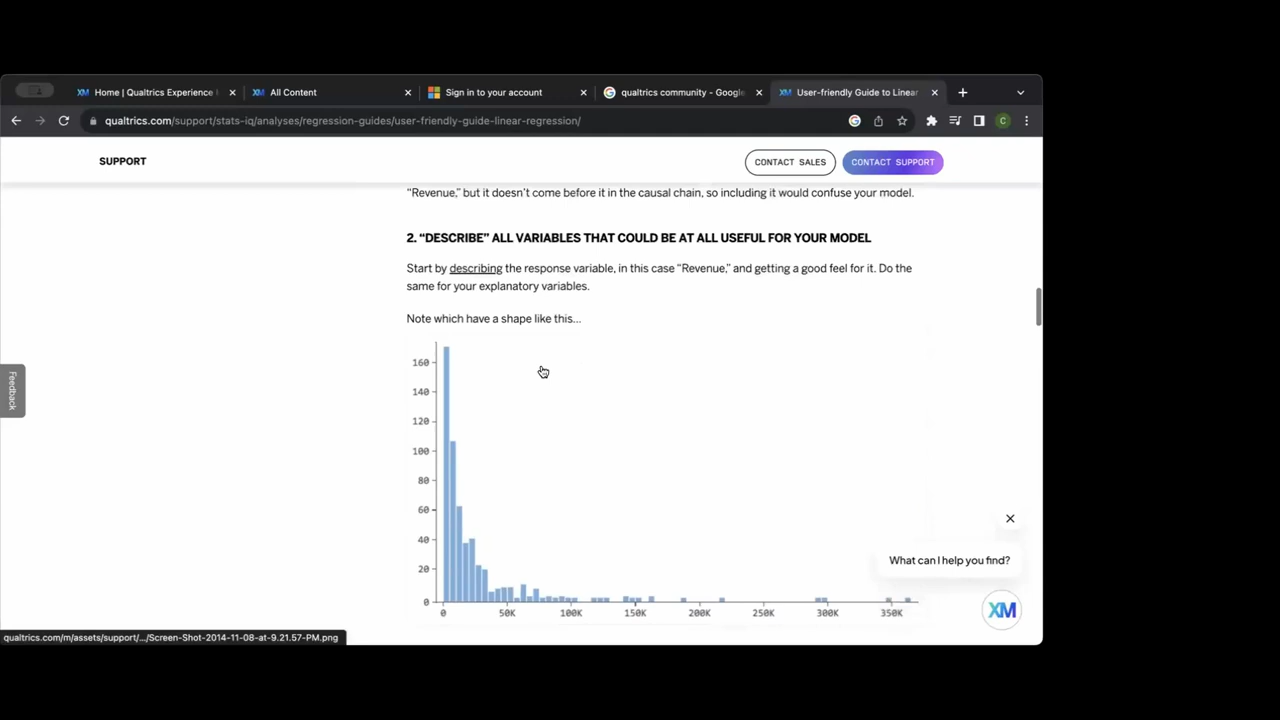 Home | Qualtrics Experience
All Content
Sign in to your account
qualtrics community - Google
User-friendly Guide to Linear
qualtrics.com/support/stats-iq/analyses/regression-guides/user-friendly-guide-linear-regression/
C
SUPPORT
CONTACT SALES
CONTACT SUPPORT
“Revenue,” but it doesn’t come before it in the causal chain, so including it would confuse your model.
2. “DESCRIBE” ALL VARIABLES THAT COULD BE AT ALL USEFUL FOR YOUR MODEL
Start by describing the response variable, in this case “Revenue,” and getting a good feel for it. Do the
same for your explanatory variables.
Note which have a shape like this…
160
140
120
100
80
60
40
20
0
0 50K 100K 150K 200K 250K 300K 350K
Feedback
What can I help you find?
XM
qualtrics.com/m/assets/support/…/Screen-Shot-2014-11-08-at-9.21.57-PM.png